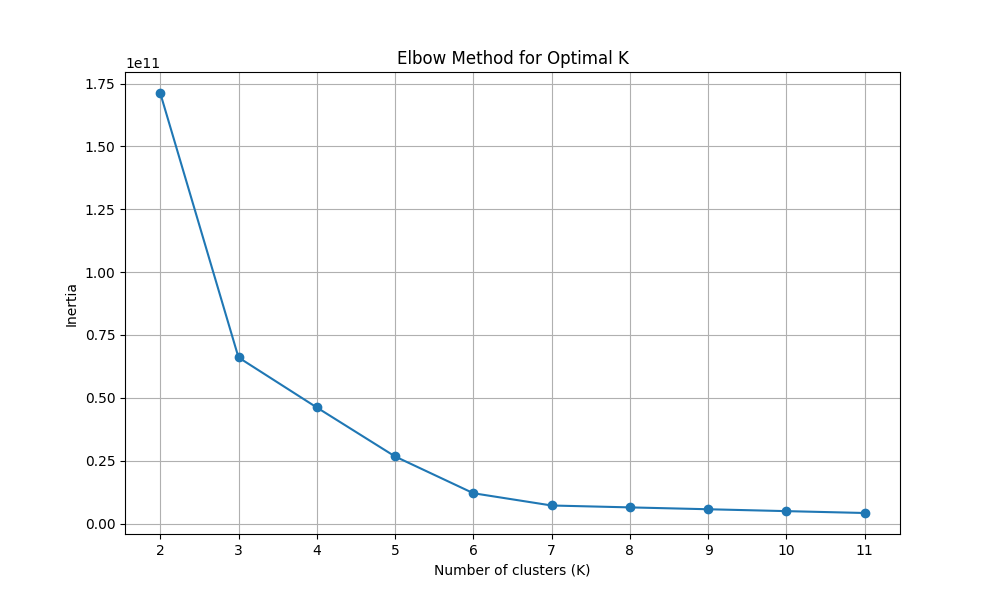 Elbow Method for Optimal K
1e11
1.75
1.50
1.25
1.00
0.75
0.50
0.25
0.00
Inertia
2 3 4 5 6 7 8 9 10 11
Number of clusters (K)